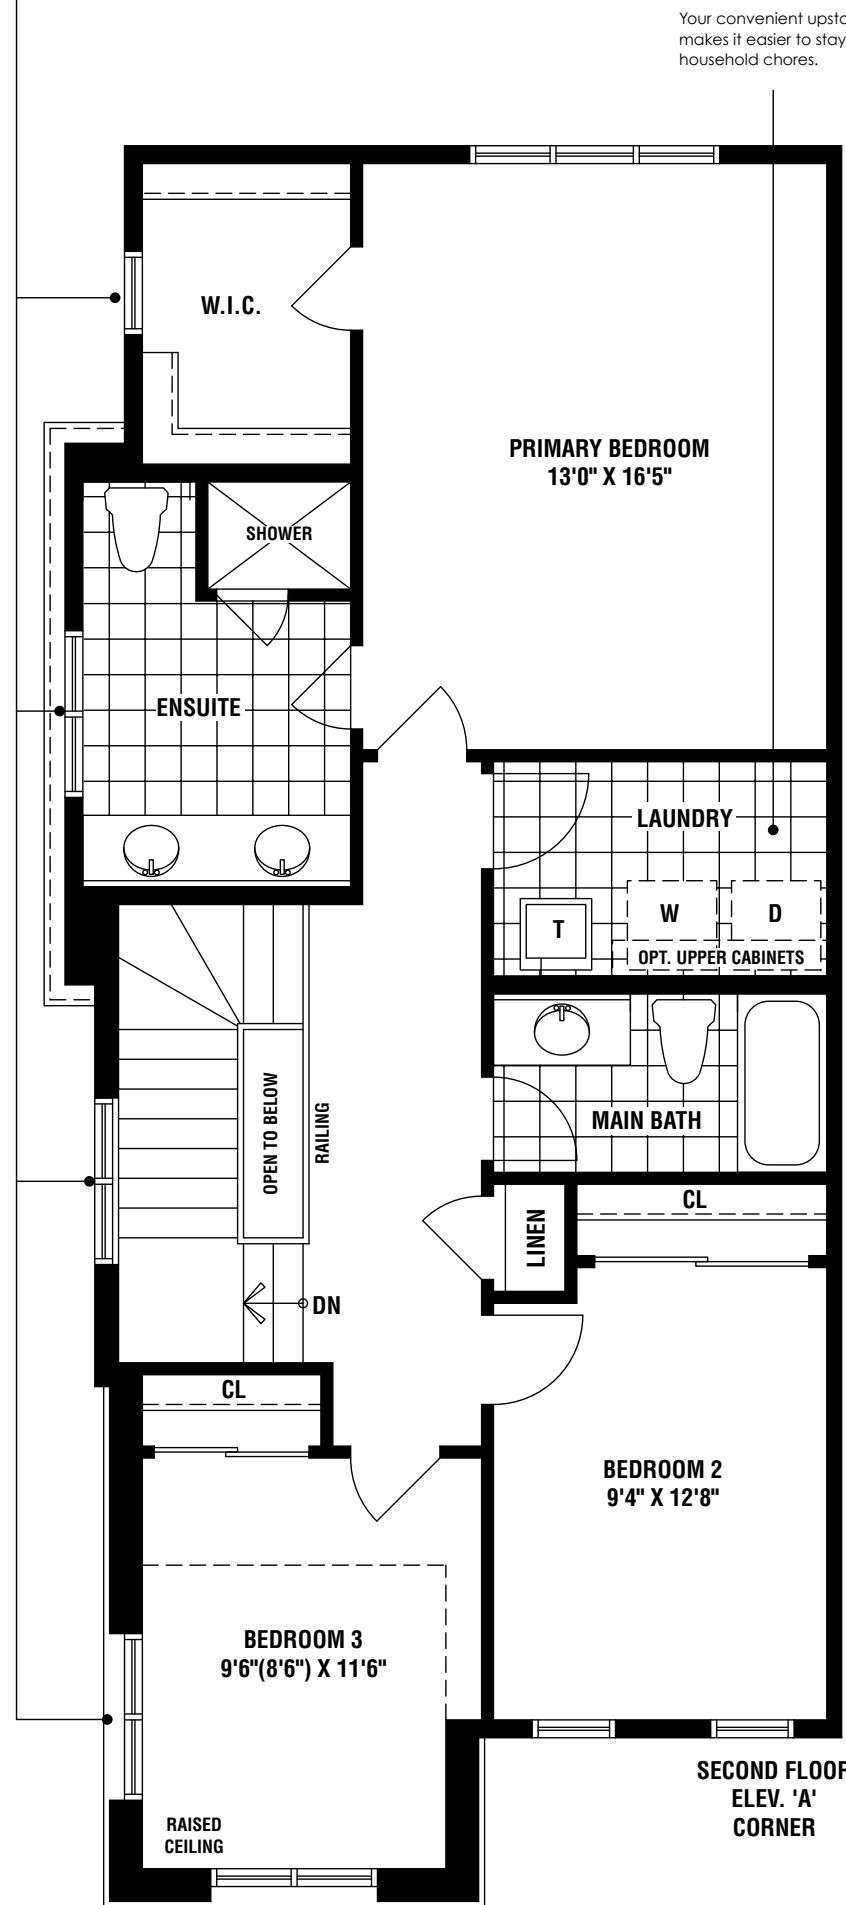 Your convenient
makes it easier to stay
household chores.
W.I.C.
PRIMARY BEDROOM
13'0" X 16'5"
SHOWER
ENSUITE
LAUNDRY
T
W
D
OPT. UPPER CABINETS
OPEN TO BELOW
RAILING
MAIN BATH
LINEN
CL
DN
CL
BEDROOM 2
9'4" X 12'8"
BEDROOM 3
9'6"(8'6") X 11'6"
RAISED
CEILING
SECOND FLOOR
ELEV. 'A'
CORNER